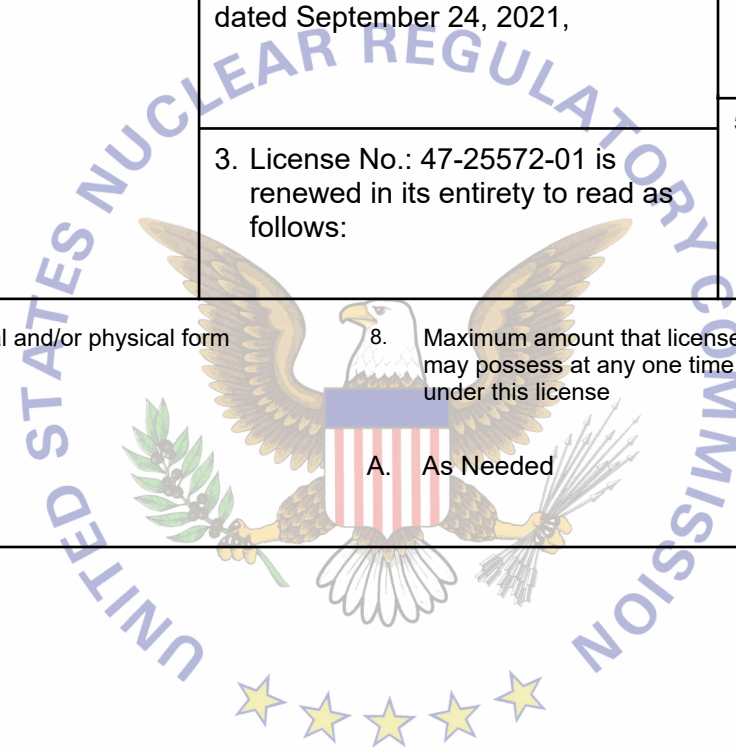 dated September 24, 2021,
3. License No.: 47-25572-01 is
renewed in its entirety to read as
follows:
and/or physical form
8. Maximum amount that
may possess at any one time
under this license
A. As Needed
UNITED STATES NUCLEAR REGULATORY COMMISSION